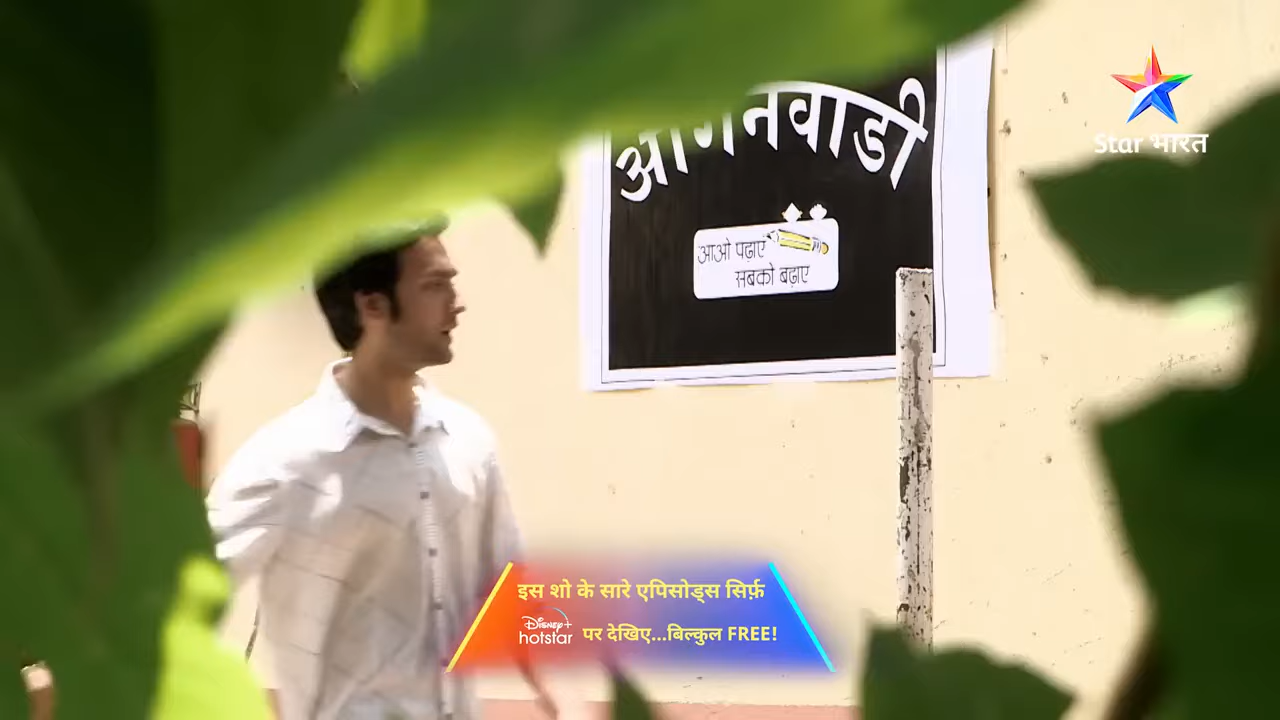 आंगनवाडी
आओ पढाए
सबको बढ़ाए
Star भारत
इस शो के सारे एपिसोड्स सिर्फ़
Disney+
hotstar पर देखिए...बिल्कुल FREE!